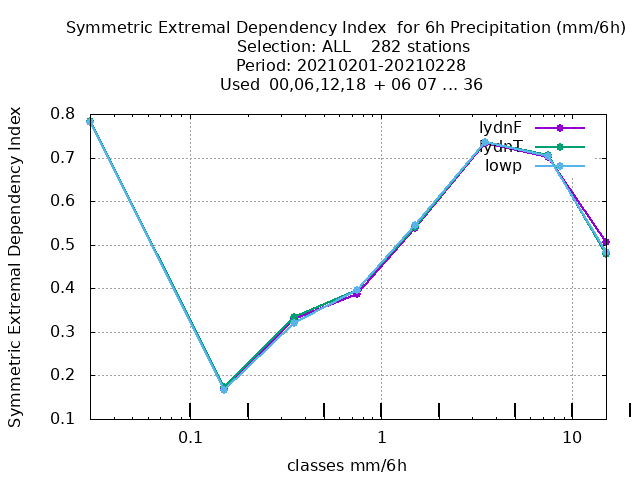 Symmetric Extremal Dependency Index for 6h Precipitation (mm/6h)
Selection: ALL 282 stations
Period: 20210201-20210228
Used 00,06,12,18 + 06 07 ... 36
Symmetric Extremal Dependency Index
0.8
0.7
0.6
0.5
0.4
0.3
0.2
0.1
lydnF
lydnT
lowp
0.1
1
10
classes mm/6h